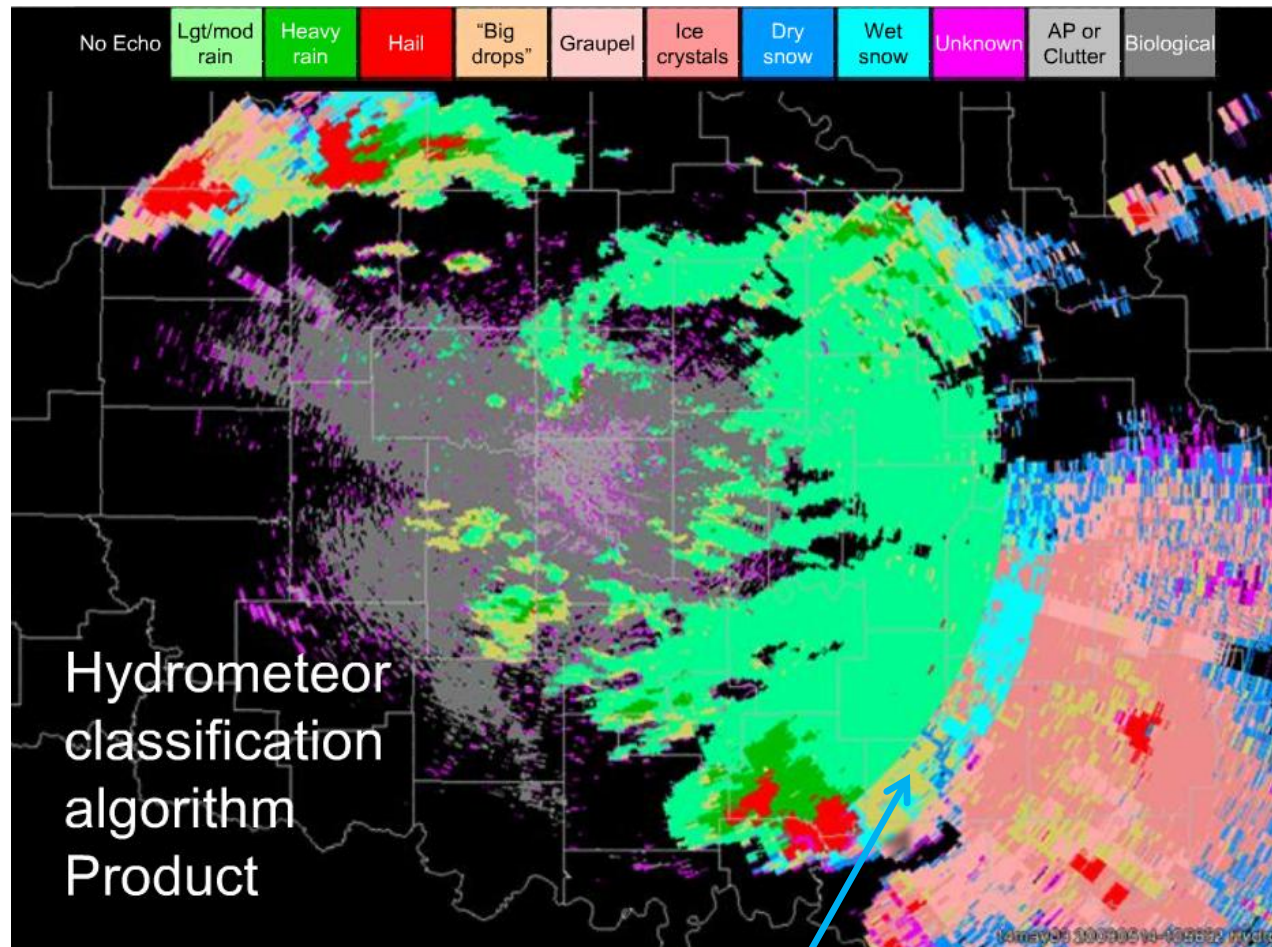 No Echo
Lgt/mod
rain
Heavy
rain
Hail
“Big
drops”
Graupel
Ice
crystals
Dry
snow
Wet
snow
Unknown
AP or
Clutter
Biological
Hydrometeor
classification
algorithm
Product